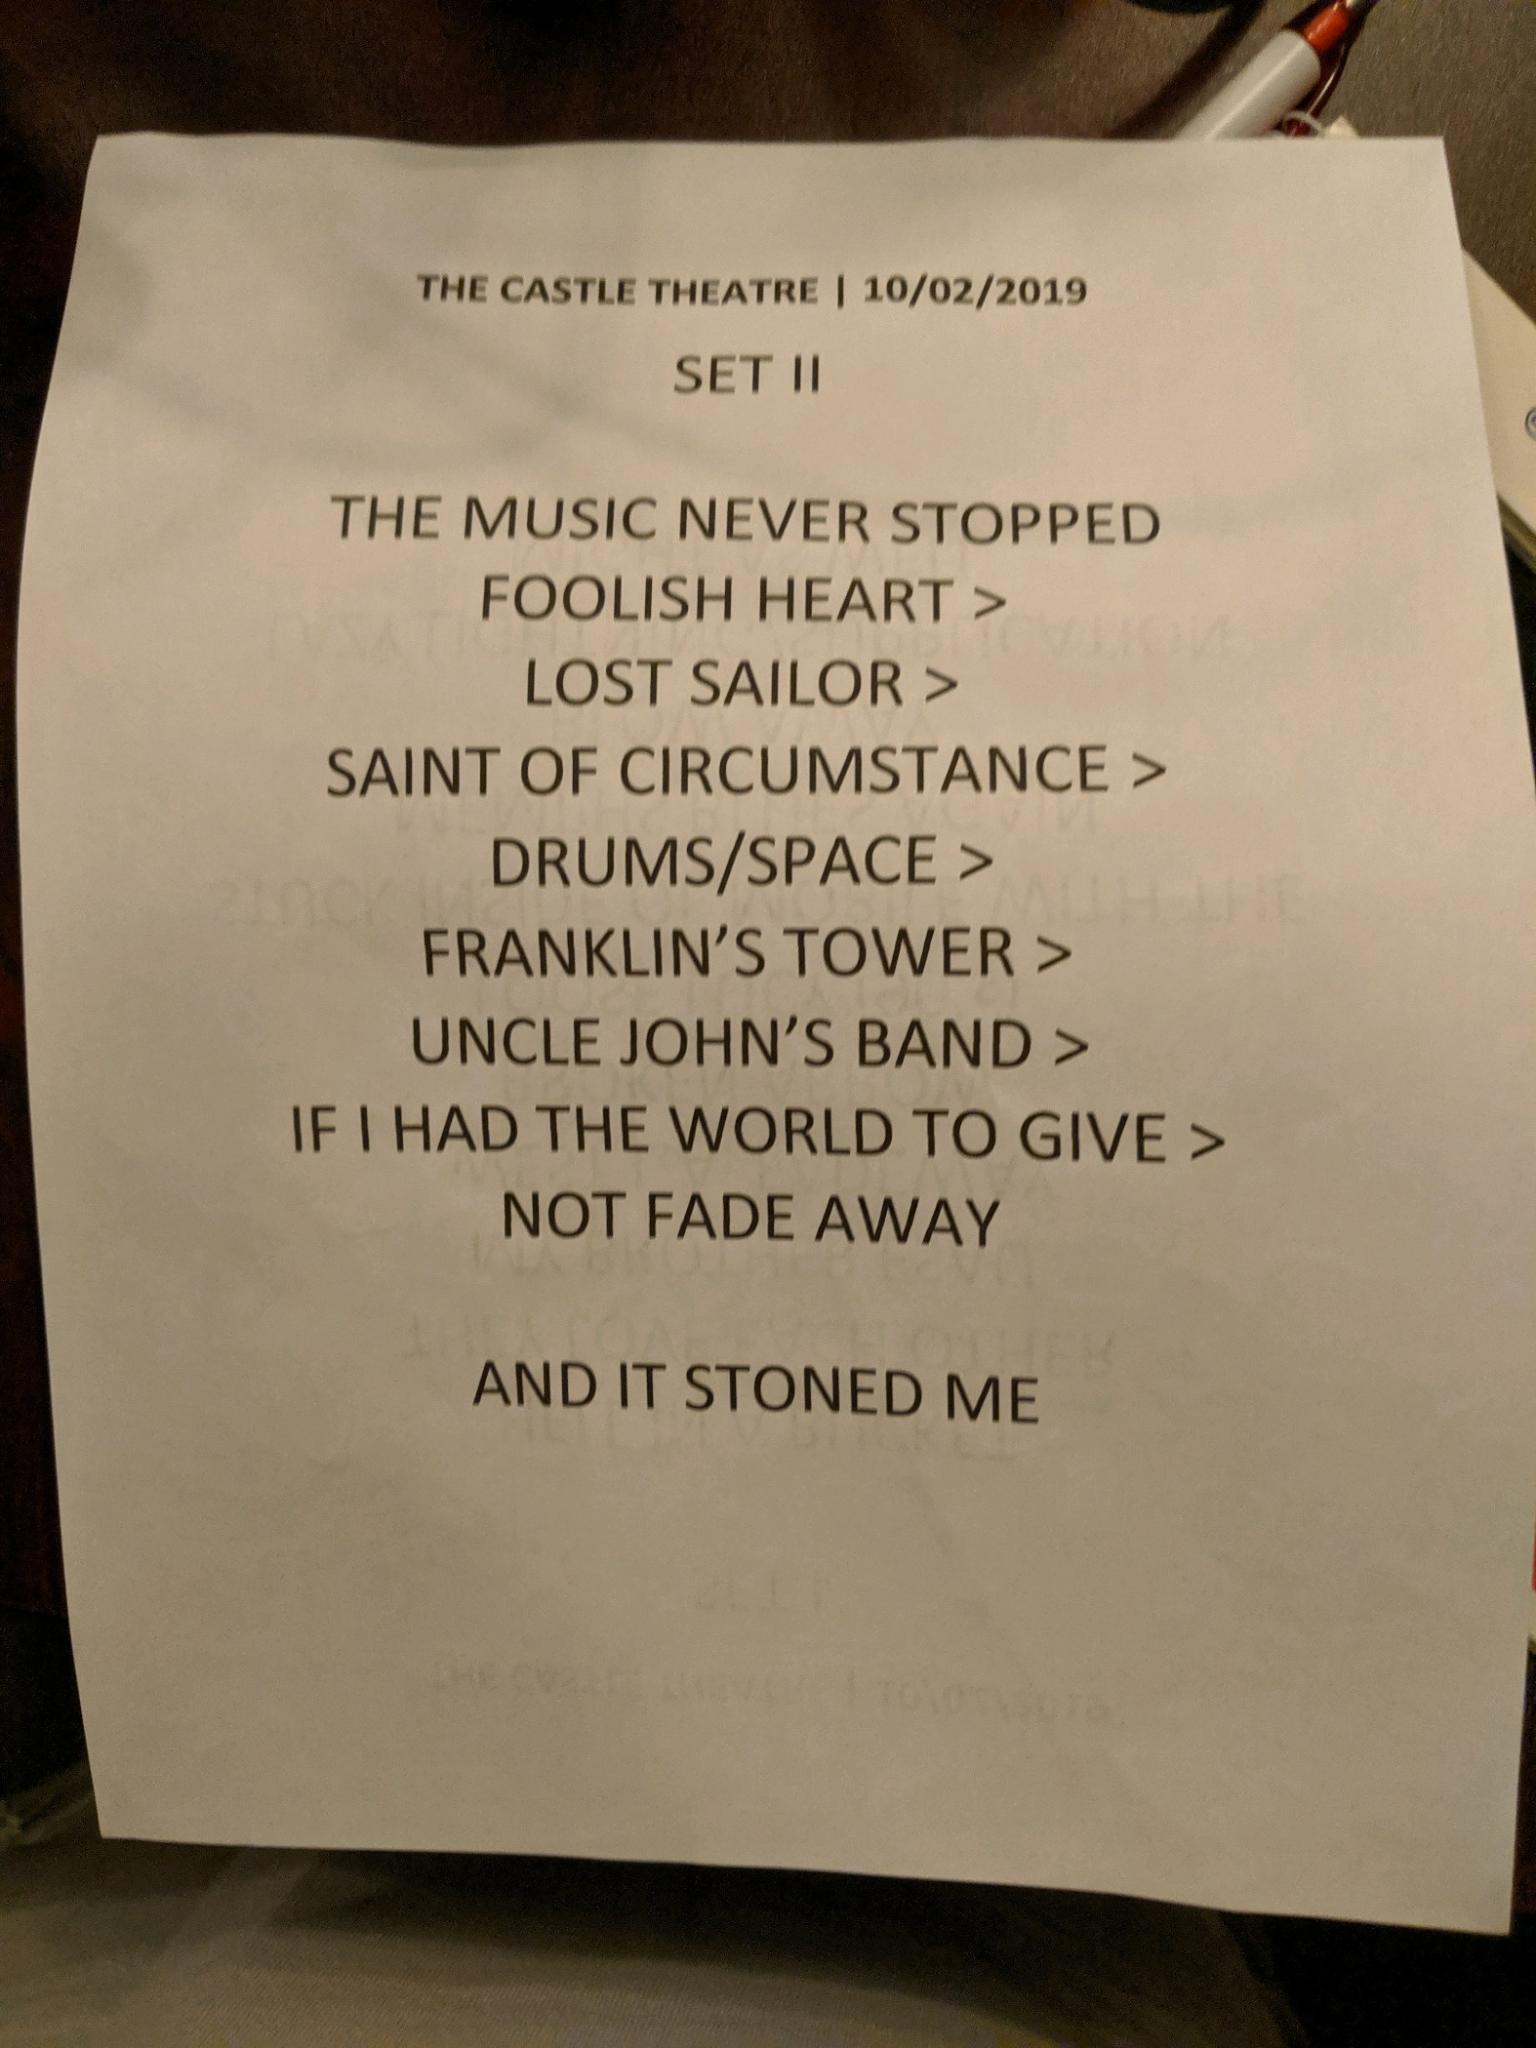 THE CASTLE THEATRE | 10/02/2019
SET II
THE MUSIC NEVER STOPPED
FOOLISH HEART >
LOST SAILOR >
SAINT OF CIRCUMSTANCE >
DRUMS/SPACE >
FRANKLIN’S TOWER >
UNCLE JOHN’S BAND >
IF I HAD THE WORLD TO GIVE >
NOT FADE AWAY
AND IT STONED ME